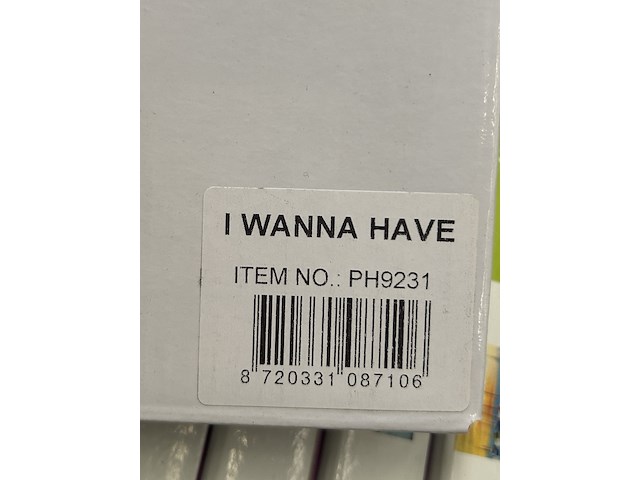 I WANNA HAVE
ITEM NO.: PH9231
8 720331 087106